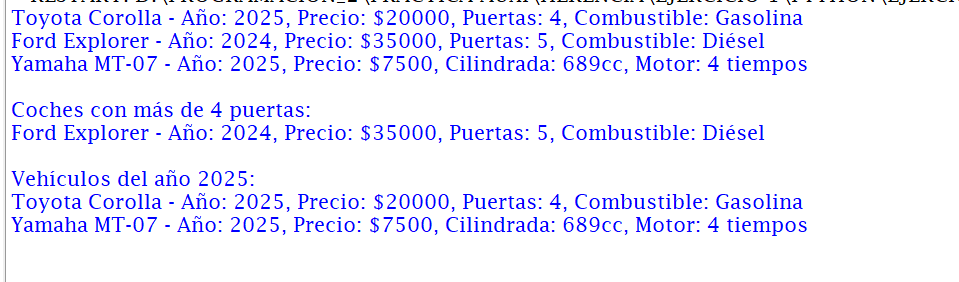 Toyota Corolla - Año: 2025, Precio: $20000, Puertas: 4, Combustible: Gasolina
Ford Explorer - Año: 2024, Precio: $35000, Puertas: 5, Combustible: Diésel
Yamaha MT-07 - Año: 2025, Precio: $7500, Cilindrada: 689cc, Motor: 4 tiempos
Coches con más de 4 puertas:
Ford Explorer - Año: 2024, Precio: $35000, Puertas: 5, Combustible: Diésel
Vehículos del año 2025:
Toyota Corolla - Año: 2025, Precio: $20000, Puertas: 4, Combustible: Gasolina
Yamaha MT-07 - Año: 2025, Precio: $7500, Cilindrada: 689cc, Motor: 4 tiempos